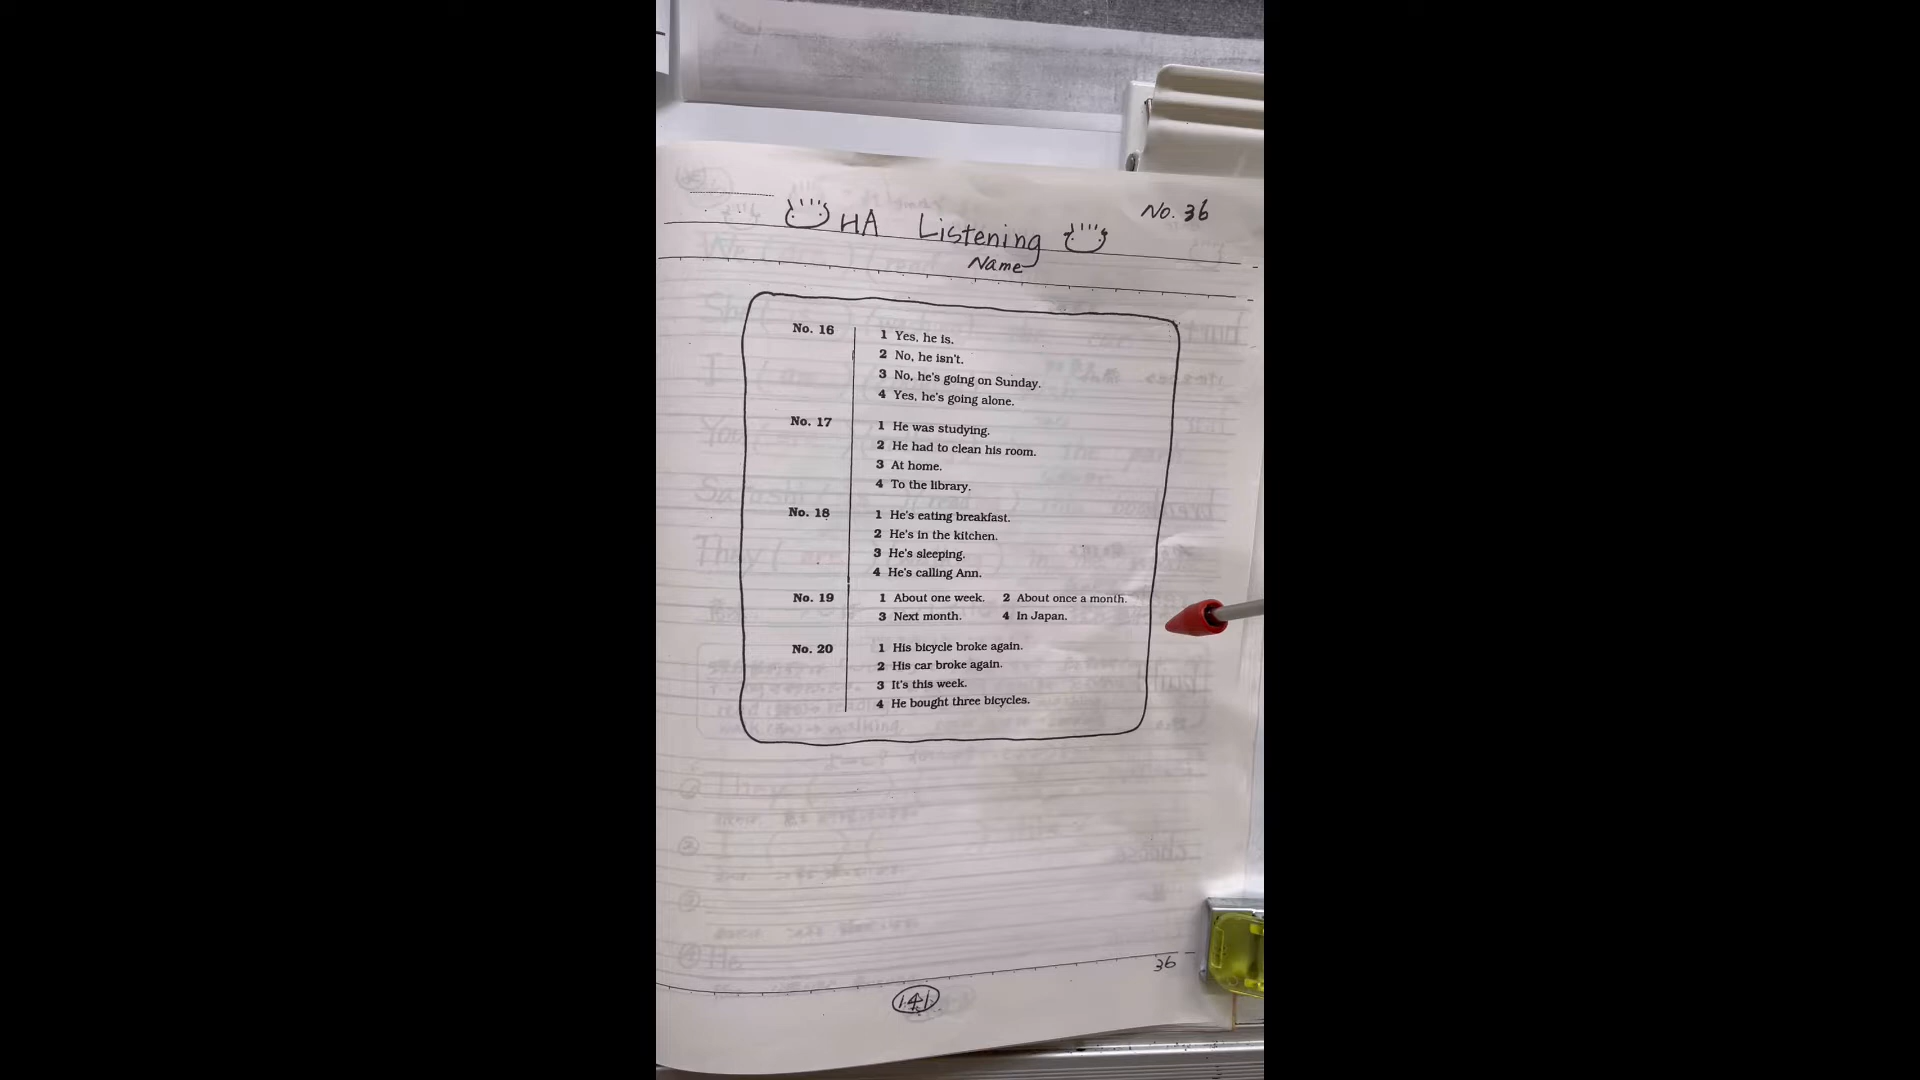 No. 36
HA Listening
Name
No. 16
1 Yes, he is.
2 No, he isn't.
3 No, he's going on Sunday.
4 Yes, he's going alone.
No. 17
1 He was studying.
2 He had to clean his room.
3 At home.
4 To the library.
No. 18
1 He's eating breakfast.
2 He's in the kitchen.
3 He's sleeping.
4 He's calling Ann.
No. 19
1 About one week. 2 About once a month.
3 Next month. 4 In Japan.
No. 20
1 His bicycle broke again.
2 His car broke again.
3 It's this week.
4 He bought three bicycles.
36
141